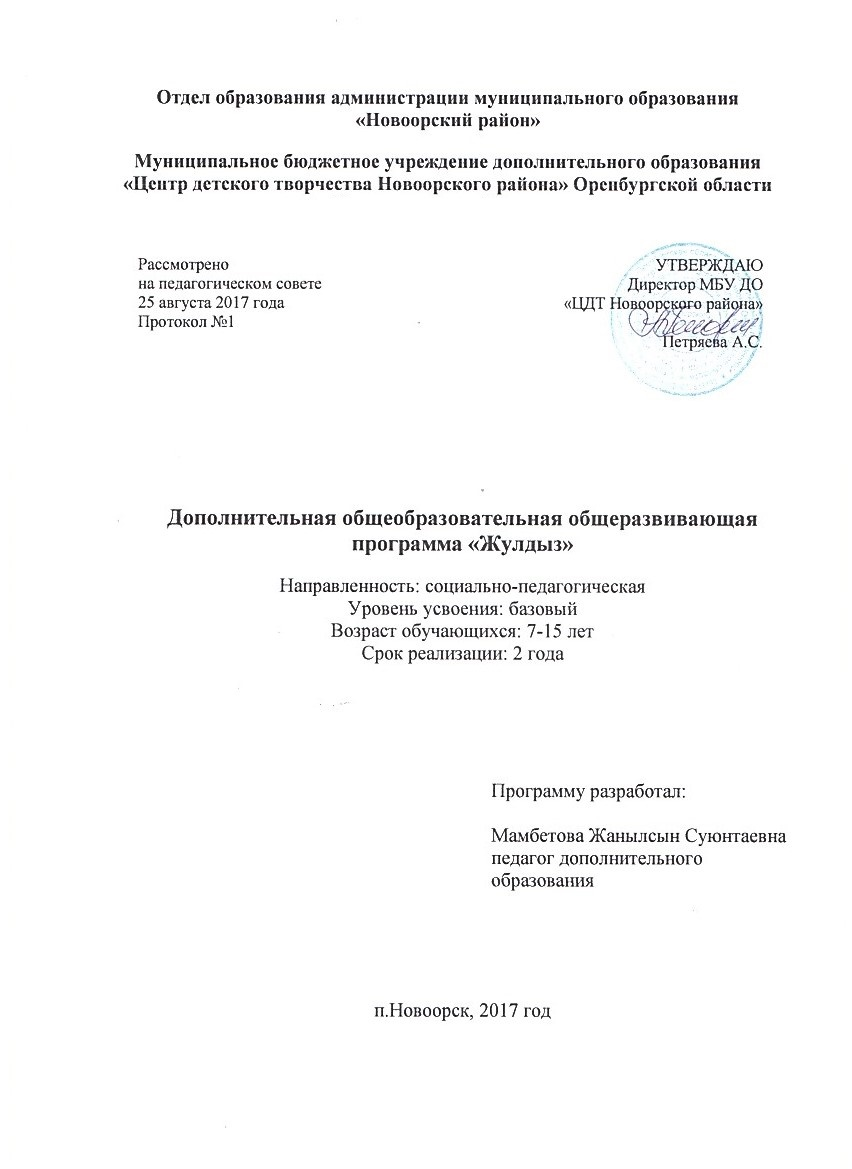 Отдел образования администрации муниципального образования
«Новоорский район»
Муниципальное бюджетное учреждение дополнительного образования
«Центр детского творчества Новоорского района» Оренбургской области
Рассмотрено
на педагогическом совете
25 августа 2017 года
Протокол №1
УТВЕРЖДАЮ
Директор МБУ ДО
«ЦДТ Новоорского района»
Петряева А.С.
Дополнительная общеобразовательная общеразвивающая
программа «Жулдыз»
Направленность: социально-педагогическая
Уровень усвоения: базовый
Возраст обучающихся: 7-15 лет
Срок реализации: 2 года
Программу разработал:
Мамбетова Жанылсын Суюнтаевна
педагог дополнительного
образования
п.Новоорск, 2017 год